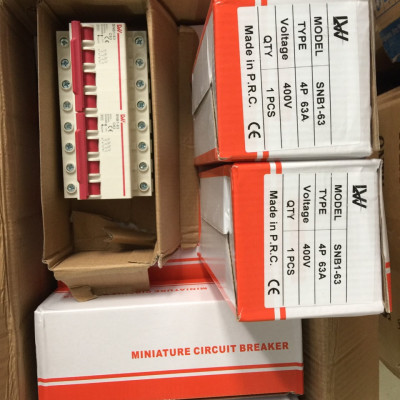 MODEL SNB1-63
TYPE 4P 63A
Voltage 400V
QTY 1 PCS
Made in P.R.C. CE
MODEL SNB1-63
TYPE 4P 63A
Voltage 400V
QTY 1 PCS
Made in P.R.C. CE
MINIATURE CIRCUIT BREAKER